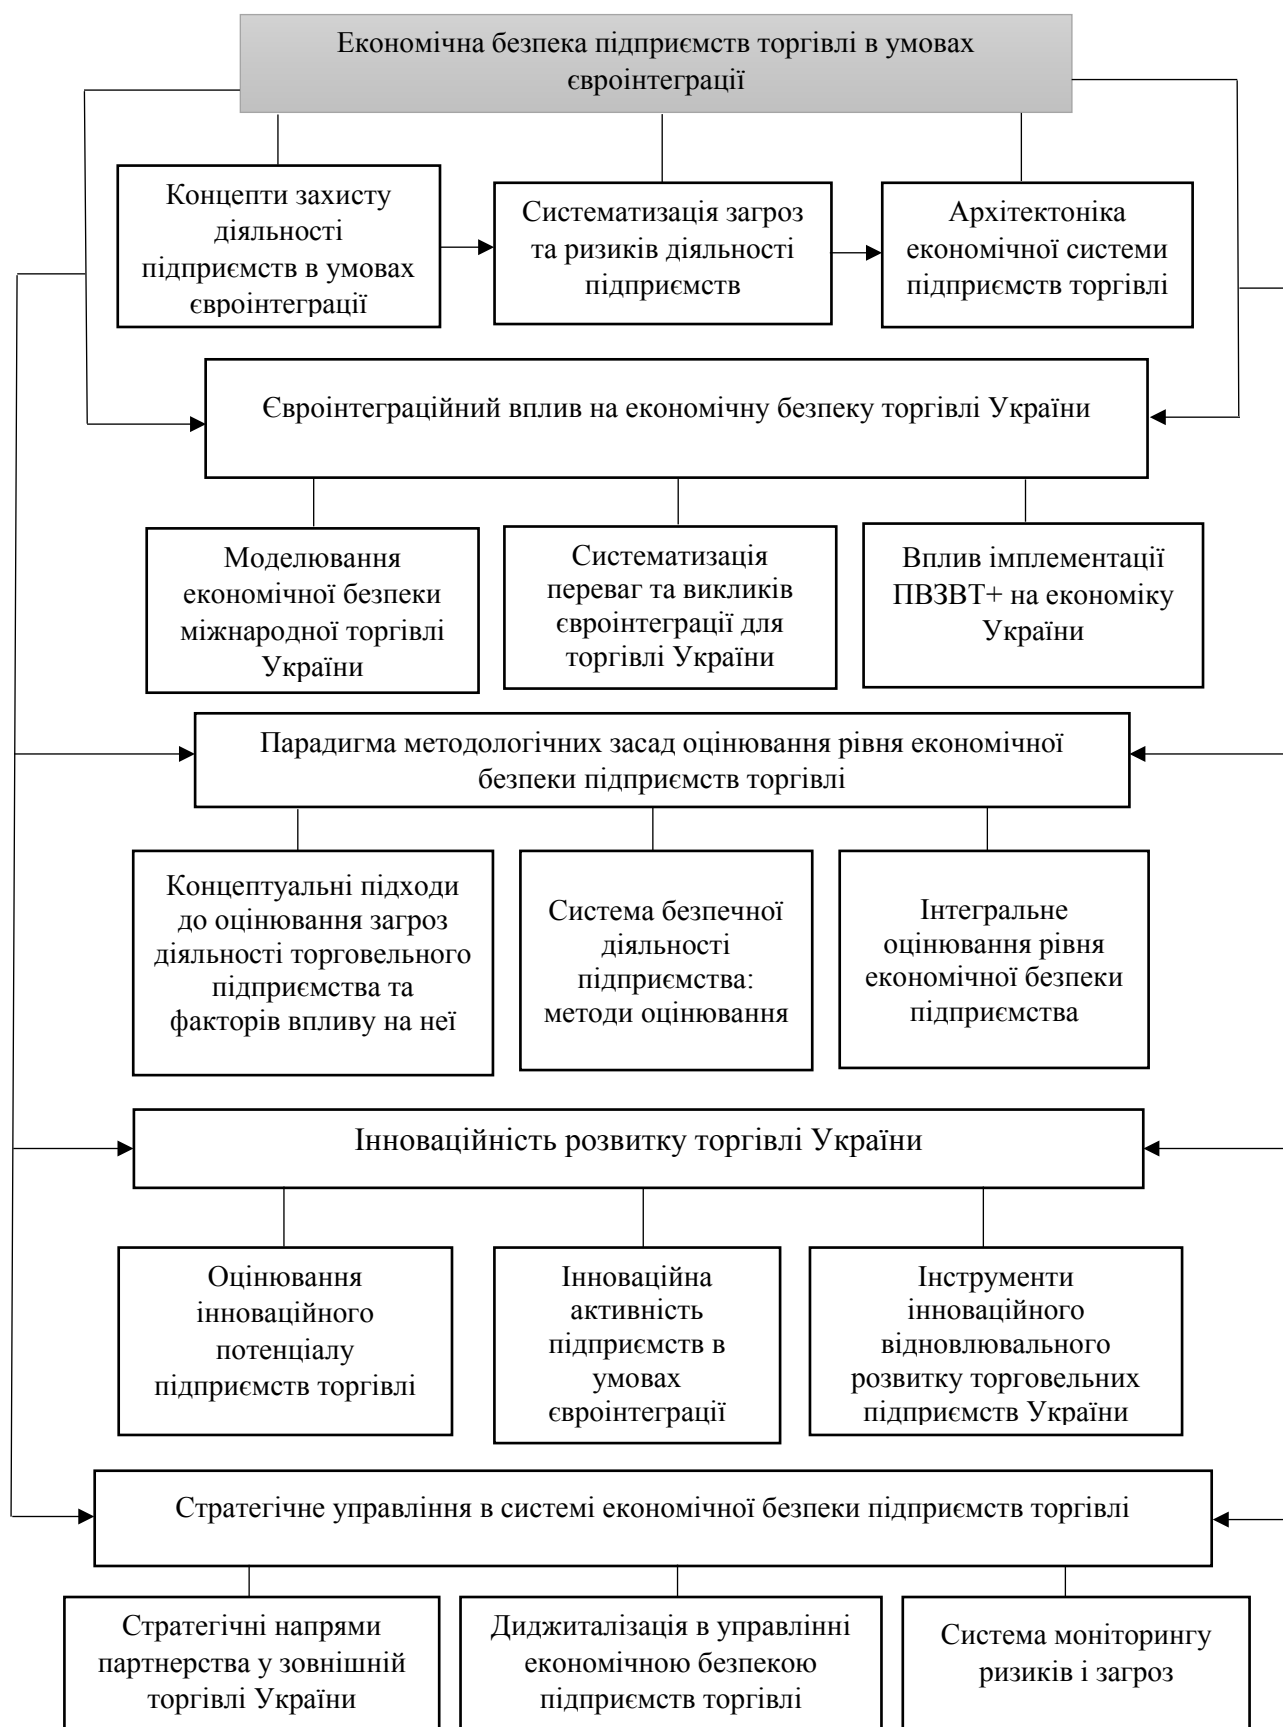 Економічна безпека підприємств торгівлі в умовах
євроінтеграції
Концепти захисту
діяльності
підприємств в умовах
євроінтеграції
Систематизація загроз
та ризиків діяльності
підприємств
Архітектоніка
економічної системи
підприємств торгівлі
Євроінтеграційний вплив на економічну безпеку торгівлі України
Моделювання
економічної безпеки
міжнародної торгівлі
України
Систематизація
переваг та викликів
євроінтеграції для
торгівлі України
Вплив імплементації
ПВЗВТ+ на економіку
України
Парадигма методологічних засад оцінювання рівня економічної
безпеки підприємств торгівлі
Концептуальні підходи
до оцінювання загроз
діяльності торговельного
підприємства та
факторів впливу на неї
Система безпечної
діяльності
підприємства:
методи оцінювання
Інтегральне
оцінювання рівня
економічної безпеки
підприємства
Інноваційність розвитку торгівлі України
Оцінювання
інноваційного
потенціалу
підприємств торгівлі
Інноваційна
активність
підприємств в
умовах
євроінтеграції
Інструменти
інноваційного
відновлювального
розвитку торговельних
підприємств України
Стратегічне управління в системі економічної безпеки підприємств торгівлі
Стратегічні напрями
партнерства у зовнішній
торгівлі України
Диджиталізація в управлінні
економічною безпекою
підприємств торгівлі
Система моніторингу
ризиків і загроз